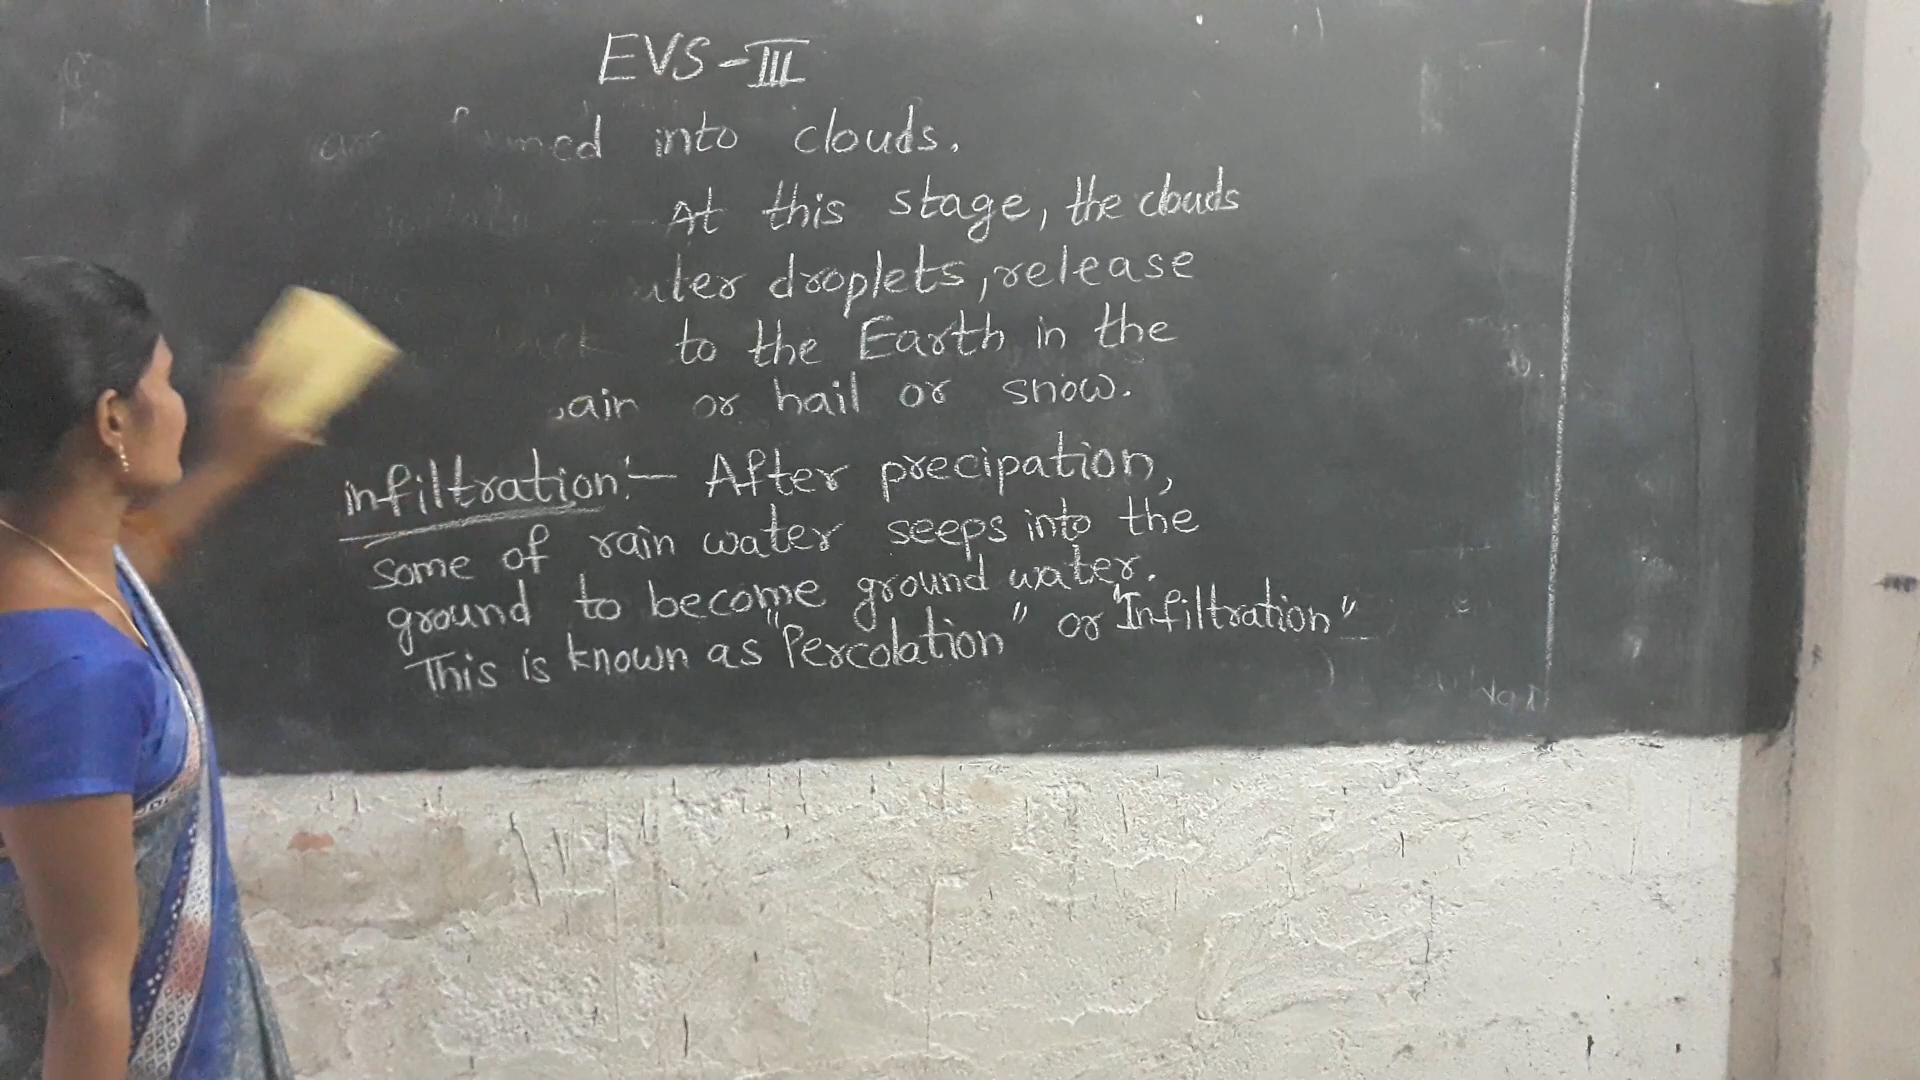 EVS-III
into clouds.
At this stage, the clouds
droplets, release
to the Earth in the
or hail or snow.
infiltration:- After precipation,
some of rain water seeps into the
ground to become ground water.
This is known as "Percolation" or "Infiltration"